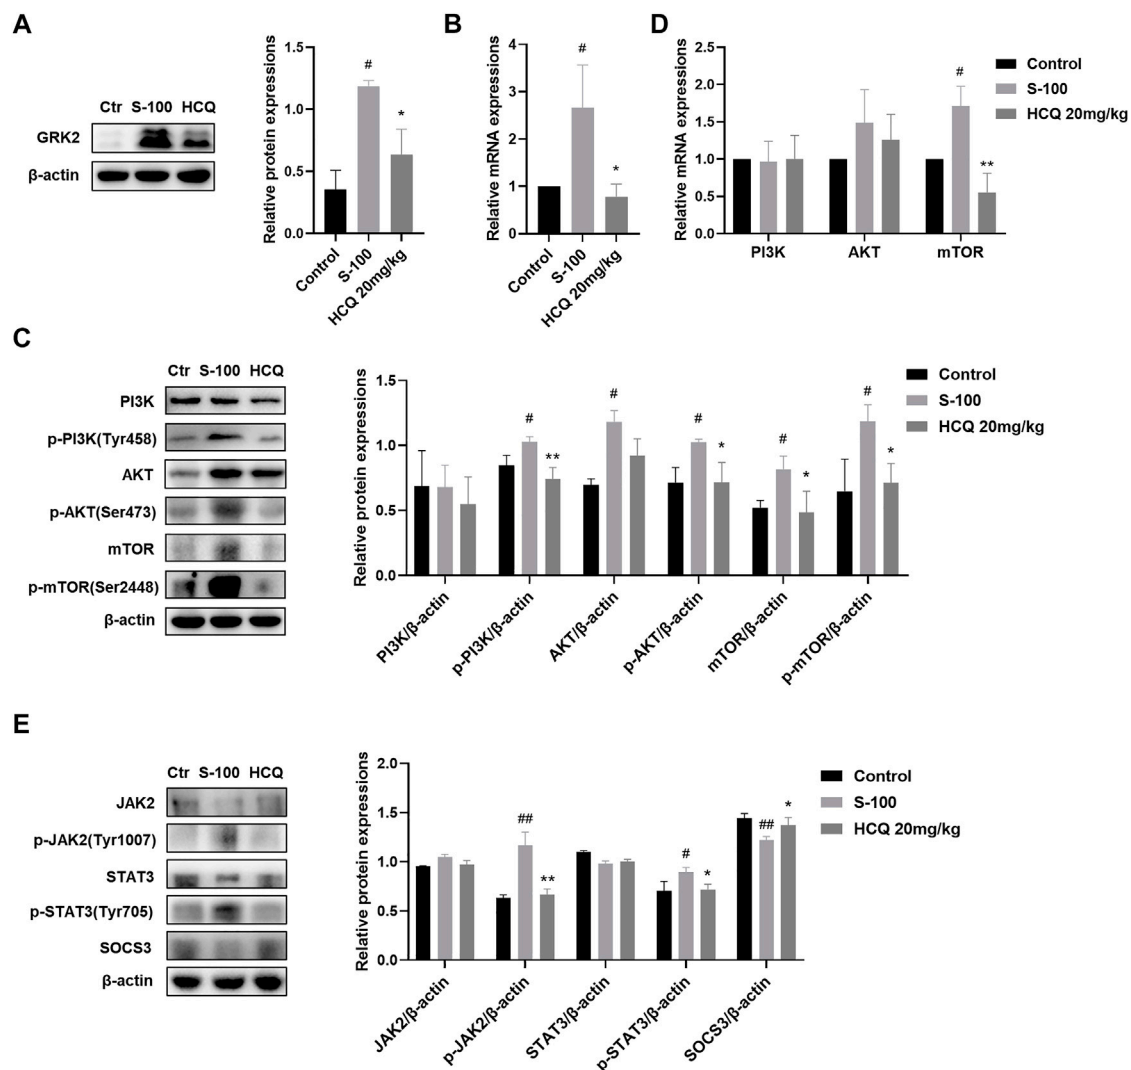 A
Ctr S-100 HCQ
GRK2
β-actin
Relative protein expressions
1.5
1.0
0.5
0.0
#
*
Control
S-100
HCQ 20mg/kg
B
Relative mRNA expressions
4
3
2
1
0
#
*
Control
S-100
HCQ 20mg/kg
D
Relative mRNA expressions
2.5
2.0
1.5
1.0
0.5
0.0
#
**
PI3K AKT mTOR
Control
S-100
HCQ 20mg/kg
C
Ctr S-100 HCQ
PI3K
p-PI3K(Tyr458)
AKT
p-AKT(Ser473)
mTOR
p-mTOR(Ser2448)
β-actin
Relative protein expressions
1.5
1.0
0.5
0.0
#
**
#
#
*
#
*
#
*
PI3K/β-actin
p-PI3K/β-actin
AKT/β-actin
p-AKT/β-actin
mTOR/β-actin
p-mTOR/β-actin
Control
S-100
HCQ 20mg/kg
E
Ctr S-100 HCQ
JAK2
p-JAK2(Tyr1007)
STAT3
p-STAT3(Tyr705)
SOCS3
β-actin
Relative protein expressions
2.0
1.5
1.0
0.5
0.0
##
**
#
*
##
*
JAK2/β-actin
p-JAK2/β-actin
STAT3/β-actin
p-STAT3/β-actin
SOCS3/β-actin
Control
S-100
HCQ 20mg/kg